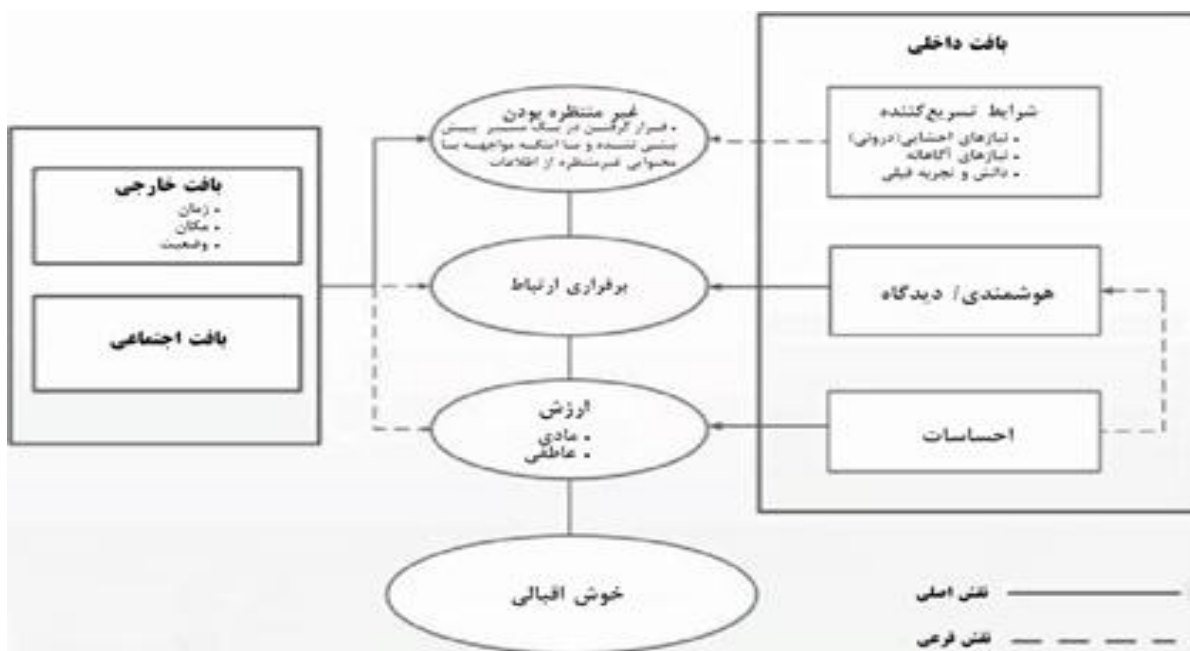 بافت داخلی
شرایط تسریع‌کننده
• نیازهای احشایی(درونی)
• نیازهای آگاهانه
• دانش و تجربه قبلی
هوشمندی/ دیدگاه
احساسات
غیر منتظره بودن
• قرار گرفتن در یک مسیر پیش
بینی نشده و یا اینکه مواجهه با
محتوایی غیرمنتظره از اطلاعات
برقراری ارتباط
ارزش
• مادی
• عاطفی
خوش اقبالی
بافت خارجی
• زمان
• مکان
• وضعیت
بافت اجتماعی
نقش اصلی
نقش فرعی